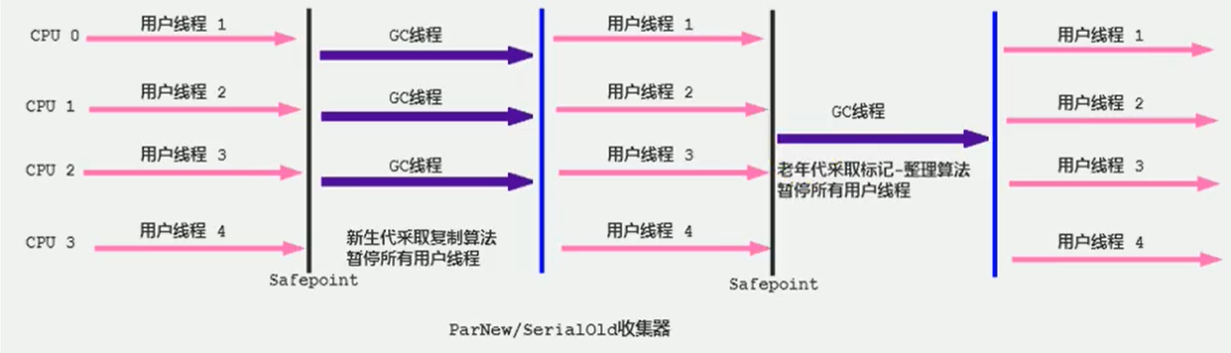 CPU 0
用户线程 1
GC线程
用户线程 1
用户线程 1
CPU 1
用户线程 2
GC线程
用户线程 2
GC线程
用户线程 2
CPU 2
用户线程 3
GC线程
用户线程 3
老年代采取标记-整理算法
暂停所有用户线程
用户线程 3
CPU 3
用户线程 4
新生代采取复制算法
暂停所有用户线程
用户线程 4
用户线程 4
Safepoint
Safepoint
ParNew/SerialOld收集器